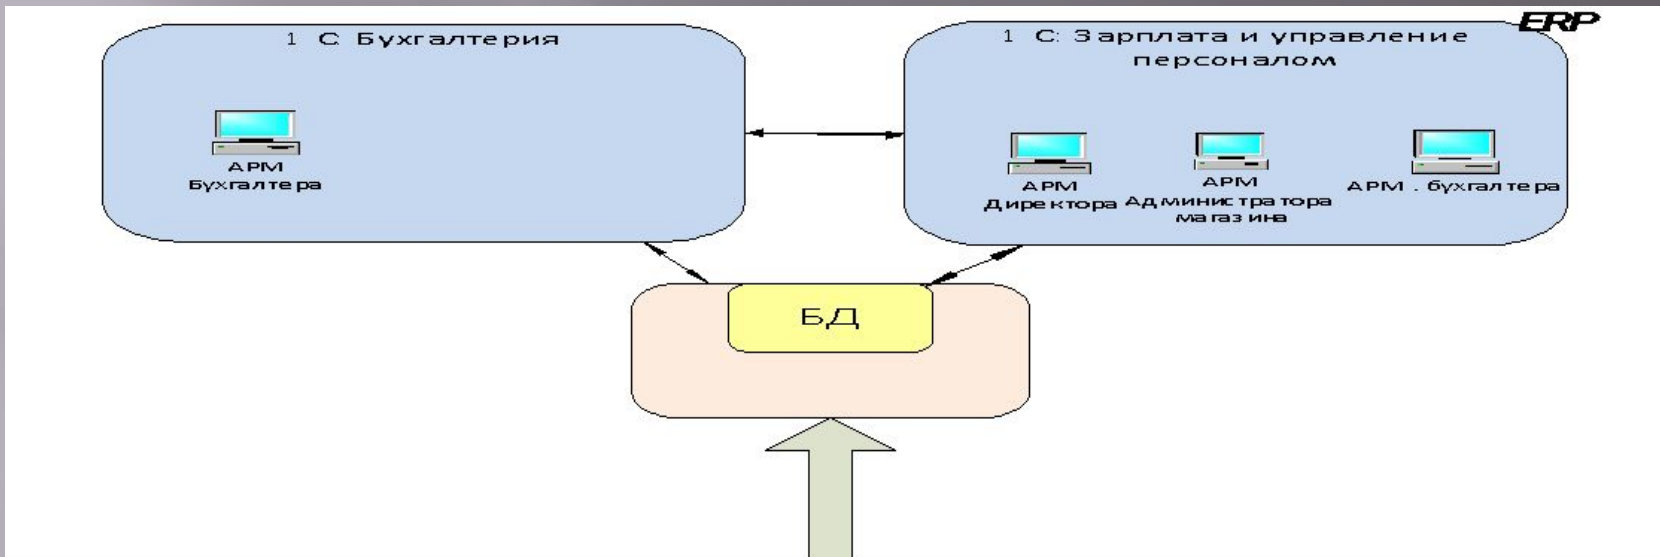 ERP
1 С Бухгалтерия
АРМ
Бухгалтера
1 С: Зарплата и управление
персоналом
АРМ
Директора
АРМ
Администратора
магазина
АРМ . бухгалтера
БД